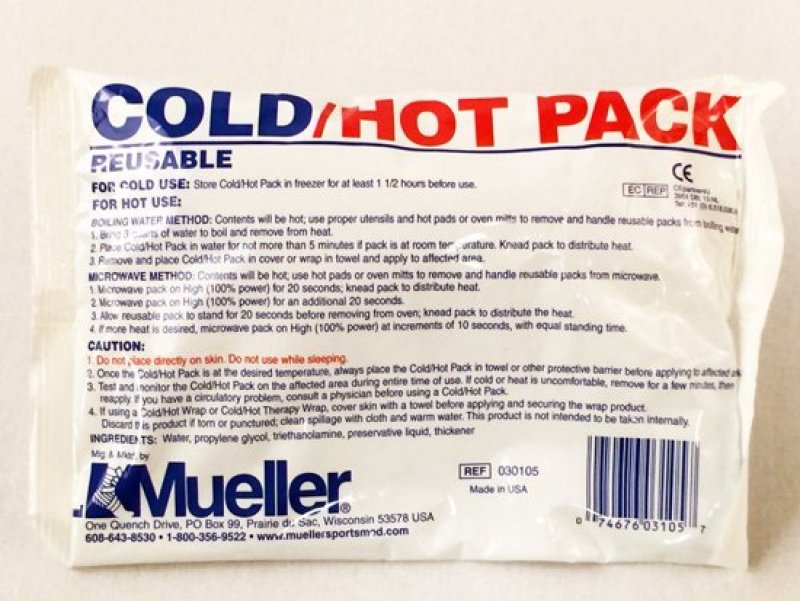 COLD/HOT PACK
REUSABLE
FOR COLD USE: Store Cold/Hot Pack in freezer for at least 1 1/2 hours before use.
FOR HOT USE:
CE
EC REP
BOILING WATER METHOD: Contents will be hot; use proper utensils and hot pads or oven mitts to remove and handle reusable packs from boiling water
1. Bring 3 quarts of water to boil and remove from heat.
2. Place Cold/Hot Pack in water for not more than 5 minutes if pack is at room temperature. Knead pack to distribute heat.
3. Remove and place Cold/Hot Pack in cover or wrap in towel and apply to affected area.
MICROWAVE METHOD: Contents will be hot; use hot pads or oven mitts to remove and handle reusable packs from microwave.
1. Microwave pack on High (100% power) for 20 seconds; knead pack to distribute heat.
2. Microwave pack for an additional 20 seconds.
3. Allow reusable pack to stand for 20 seconds before removing from oven; knead pack to distribute the heat.
4. If more heat is desired, microwave pack on High (100% power) at increments of 10 seconds, with equal standing time.
CAUTION:
1. Do not place directly on skin. Do not use while sleeping.
2. Once the Cold/Hot Pack is at the desired temperature, always place the Cold/Hot Pack in towel or other protective barrier before applying to affected
3. Test and monitor the Cold/Hot Pack on the affected area during entire time of use. If cold or heat is uncomfortable, remove for a few minutes, then
reapply. If you have a circulatory problem, consult a physician before using a Cold/Hot Pack.
4. If using a Cold/Hot Wrap or Cold/Hot Therapy Wrap, cover skin with a towel before applying and securing the wrap product.
Discard this product if torn or punctured; clean spillage with cloth and warm water. This product is not intended to be taken internally.
INGREDIENTS: Water, propylene glycol, triethanolamine, preservative liquid, thickener
Mfg. & Mktd. by
Mueller®
REF 030105
Made in USA
One Quench Drive, PO Box 99, Prairie du Sac, Wisconsin 53578 USA
608-643-8530 • 1-800-356-9522 • www.muellersportsmed.com
0 74676 03105 7